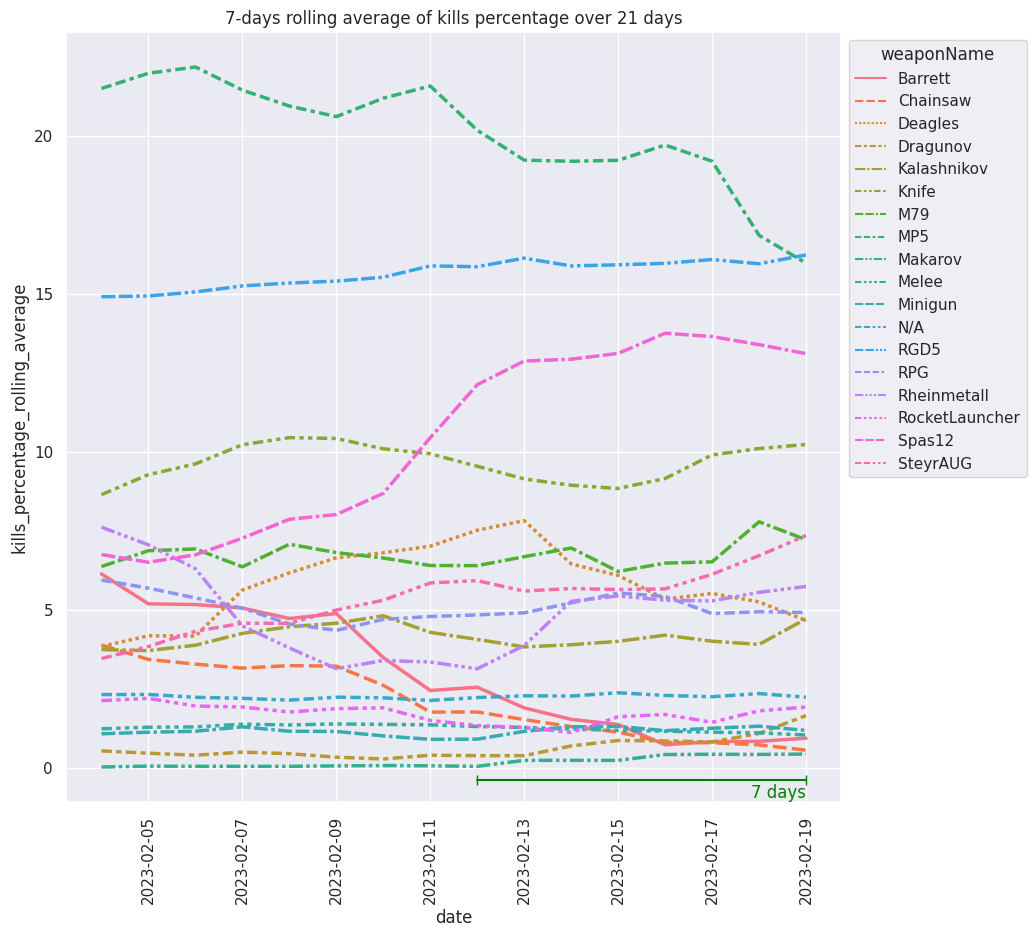 7-days rolling average of kills percentage over 21 days
kills_percentage_rolling_average
20
15
10
5
0
7 days
2023-02-05
2023-02-07
2023-02-09
2023-02-11
2023-02-13
2023-02-15
2023-02-17
2023-02-19
date
weaponName
Barrett
Chainsaw
Deagles
Dragunov
Kalashnikov
Knife
M79
MP5
Makarov
Melee
Minigun
N/A
RGD5
RPG
Rheinmetall
RocketLauncher
Spas12
SteyrAUG